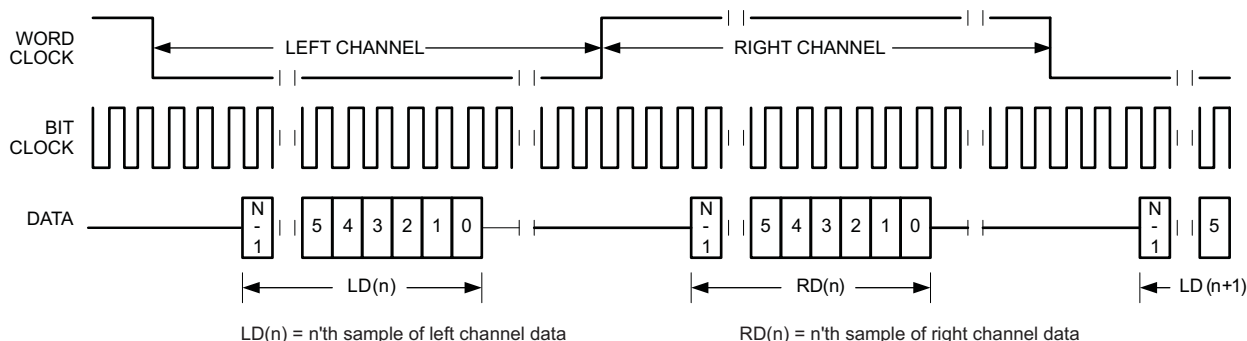 WORD
CLOCK
LEFT CHANNEL
RIGHT CHANNEL
BIT
CLOCK
DATA
N
-
1
5 4 3 2 1 0
N
-
1
5 4 3 2 1 0
N
-
1
5
LD(n)
RD(n)
LD (n+1)
LD(n) = n'th sample of left channel data
RD(n) = n'th sample of right channel data